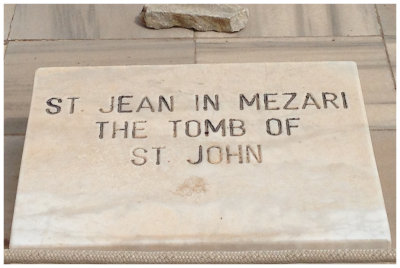 ST. JEAN IN MEZARI
THE TOMB OF
ST. JOHN